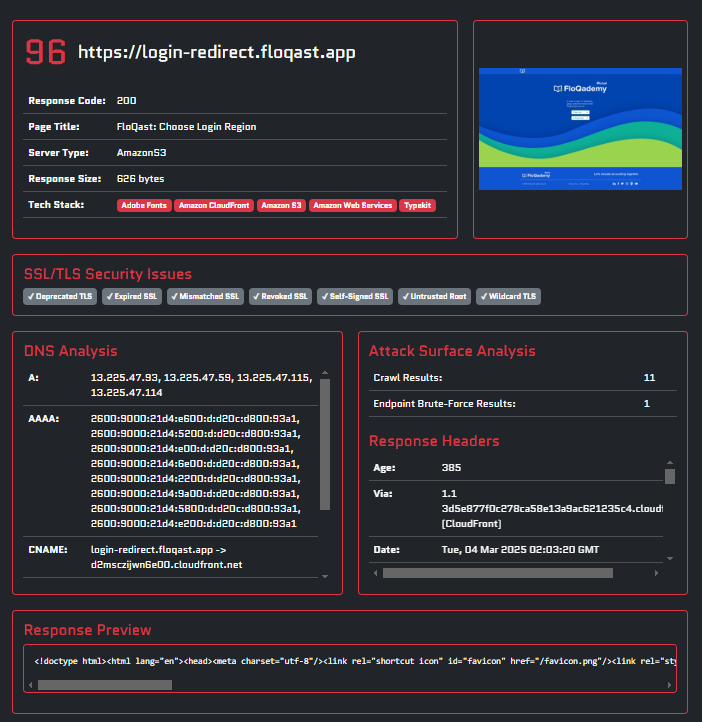 96 https://login-redirect.floqast.app
Response Code: 200
Page Title: FloQast: Choose Login Region
Server Type: AmazonS3
Response Size: 626 bytes
Tech Stack: Adobe Fonts Amazon CloudFront Amazon S3 Amazon Web Services Typekit
FloQademy
FloQademy
SSL/TLS Security Issues
✓ Deprecated TLS ✓ Expired SSL ✓ Mismatched SSL ✓ Revoked SSL ✓ Self-Signed SSL ✓ Untrusted Root ✓ Wildcard TLS
DNS Analysis
A: 13.225.47.93, 13.225.47.59, 13.225.47.115,
13.225.47.114
AAAA: 2600:9000:21d4:e600:d:d20c:d800:93a1,
2600:9000:21d4:5200:d:d20c:d800:93a1,
2600:9000:21d4:e00:d:d20c:d800:93a1,
2600:9000:21d4:6e00:d:d20c:d800:93a1,
2600:9000:21d4:2200:d:d20c:d800:93a1,
2600:9000:21d4:9a00:d:d20c:d800:93a1,
2600:9000:21d4:5800:d:d20c:d800:93a1,
2600:9000:21d4:e200:d:d20c:d800:93a1
CNAME: login-redirect.floqast.app ->
d2msczijwn6e00.cloudfront.net
Attack Surface Analysis
Crawl Results: 11
Endpoint Brute-Force Results: 1
Response Headers
Age: 385
Via: 1.1
3d5e877f0c278ca58e13a9ac621235c4.cloudf
(CloudFront)
Date: Tue, 04 Mar 2025 02:03:20 GMT
Response Preview
<!doctype html><html lang="en"><head><meta charset="utf-8"/><link rel="shortcut icon" id="favicon" href="/favicon.png"/><link rel="sty